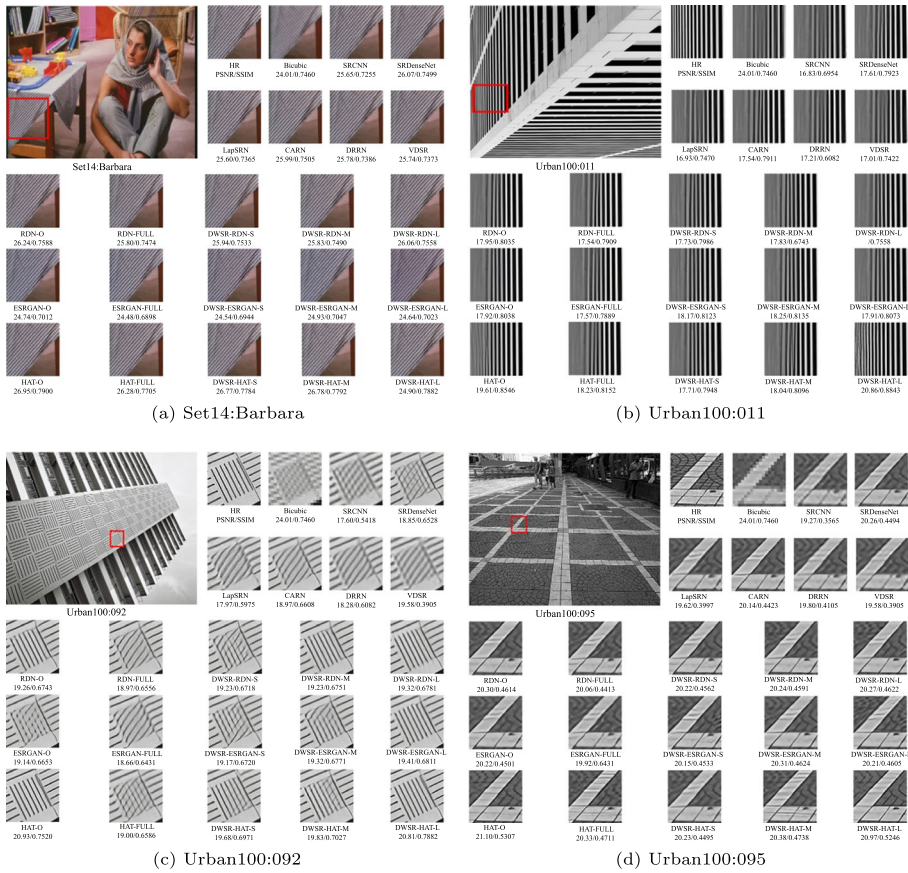 HR Bicubic SRCNN SRDenseNet
PSNR/SSIM 24.01/0.7460 25.65/0.7255 26.07/0.7499
LapSRN CARN DRRN VDSR
25.60/0.7365 25.99/0.7505 25.78/0.7386 25.74/0.7373
Set14:Barbara
RDN-O RDN-FULL DWSR-RDN-S DWSR-RDN-M DWSR-RDN-L
26.24/0.7588 25.80/0.7474 25.94/0.7533 25.83/0.7490 26.06/0.7558
ESRGAN-O ESRGAN-FULL DWSR-ESRGAN-S DWSR-ESRGAN-M DWSR-ESRGAN-L
24.74/0.7012 24.48/0.6898 24.54/0.6944 24.93/0.7047 24.64/0.7023
HAT-O HAT-FULL DWSR-HAT-S DWSR-HAT-M DWSR-HAT-L
26.95/0.7900 26.28/0.7705 26.77/0.7784 26.78/0.7792 24.90/0.7882
(a) Set14:Barbara
HR Bicubic SRCNN SRDenseNet
PSNR/SSIM 24.01/0.7460 16.83/0.6954 17.61/0.7923
LapSRN CARN DRRN VDSR
16.93/0.7470 17.54/0.7911 17.21/0.6082 17.01/0.7422
Urban100:011
RDN-O RDN-FULL DWSR-RDN-S DWSR-RDN-M DWSR-RDN-L
17.95/0.8035 17.54/0.7909 17.73/0.7986 17.83/0.6743 /0.7558
ESRGAN-O ESRGAN-FULL DWSR-ESRGAN-S DWSR-ESRGAN-M DWSR-ESRGAN-L
17.92/0.8038 17.57/0.7889 18.17/0.8123 18.25/0.8135 17.91/0.8073
HAT-O HAT-FULL DWSR-HAT-S DWSR-HAT-M DWSR-HAT-L
19.61/0.8546 18.23/0.8152 17.71/0.7948 18.04/0.8096 20.86/0.8843
(b) Urban100:011
HR Bicubic SRCNN SRDenseNet
PSNR/SSIM 24.01/0.7460 17.60/0.5418 18.85/0.6528
LapSRN CARN DRRN VDSR
17.97/0.5975 18.97/0.6608 18.28/0.6082 19.58/0.3905
Urban100:092
RDN-O RDN-FULL DWSR-RDN-S DWSR-RDN-M DWSR-RDN-L
19.26/0.6743 18.97/0.6556 19.23/0.6718 19.23/0.6751 19.32/0.6781
ESRGAN-O ESRGAN-FULL DWSR-ESRGAN-S DWSR-ESRGAN-M DWSR-ESRGAN-L
19.14/0.6653 18.66/0.6431 19.17/0.6720 19.32/0.6771 19.41/0.6811
HAT-O HAT-FULL DWSR-HAT-S DWSR-HAT-M DWSR-HAT-L
20.93/0.7520 19.00/0.6586 19.68/0.6971 19.83/0.7027 20.81/0.7882
(c) Urban100:092
HR Bicubic SRCNN SRDenseNet
PSNR/SSIM 24.01/0.7460 19.27/0.3565 20.26/0.4494
LapSRN CARN DRRN VDSR
19.62/0.3997 20.14/0.4423 19.80/0.4105 19.58/0.3905
Urban100:095
RDN-O RDN-FULL DWSR-RDN-S DWSR-RDN-M DWSR-RDN-L
20.30/0.4614 20.06/0.4413 20.22/0.4562 20.24/0.4591 20.27/0.4622
ESRGAN-O ESRGAN-FULL DWSR-ESRGAN-S DWSR-ESRGAN-M DWSR-ESRGAN-
20.22/0.4501 19.92/0.6431 20.15/0.4533 20.31/0.4624 20.21/0.4605
HAT-O HAT-FULL DWSR-HAT-S DWSR-HAT-M DWSR-HAT-L
21.10/0.5307 20.33/0.4711 20.23/0.4495 20.38/0.4738 20.97/0.5246
(d) Urban100:095